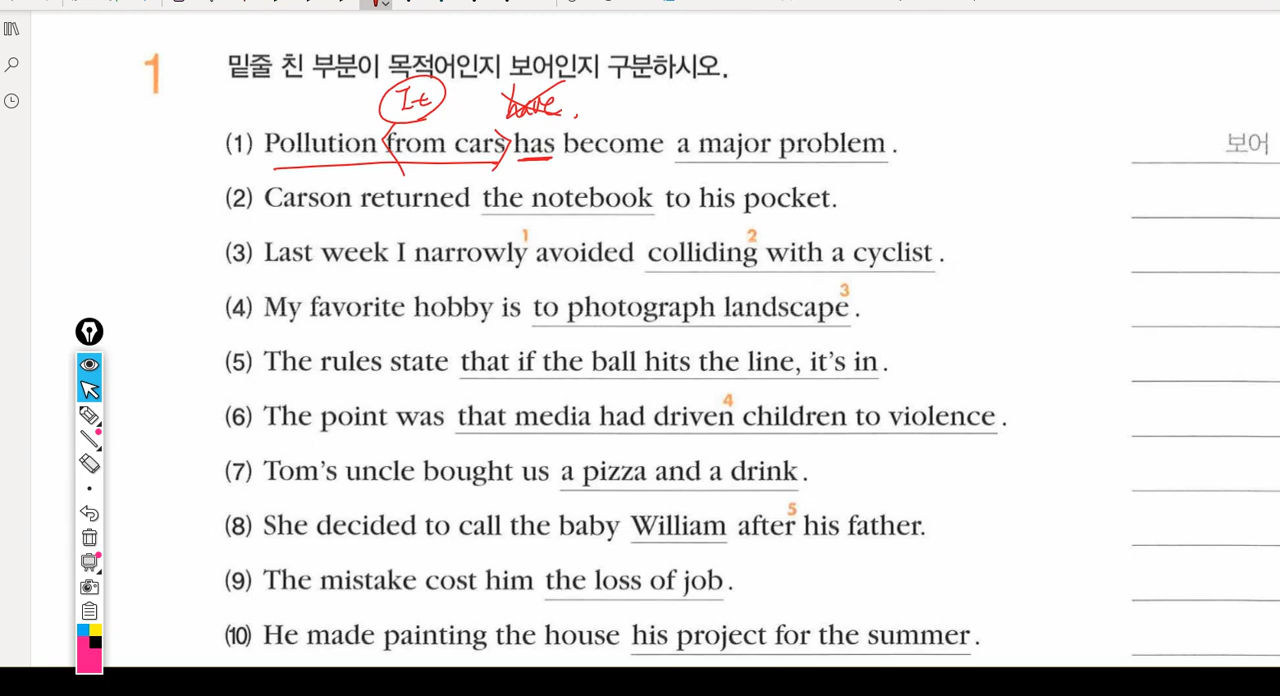 1
밑줄 친 부분이 목적어인지 보어인지 구분하시오.
It have.
(1) Pollution from cars has become a major problem. 보어
(2) Carson returned the notebook to his pocket.
1 2
(3) Last week I narrowly avoided colliding with a cyclist.
3
(4) My favorite hobby is to photograph landscape.
(5) The rules state that if the ball hits the line, it's in.
4
(6) The point was that media had driven children to violence.
(7) Tom's uncle bought us a pizza and a drink.
5
(8) She decided to call the baby William after his father.
(9) The mistake cost him the loss of job.
(10) He made painting the house his project for the summer.